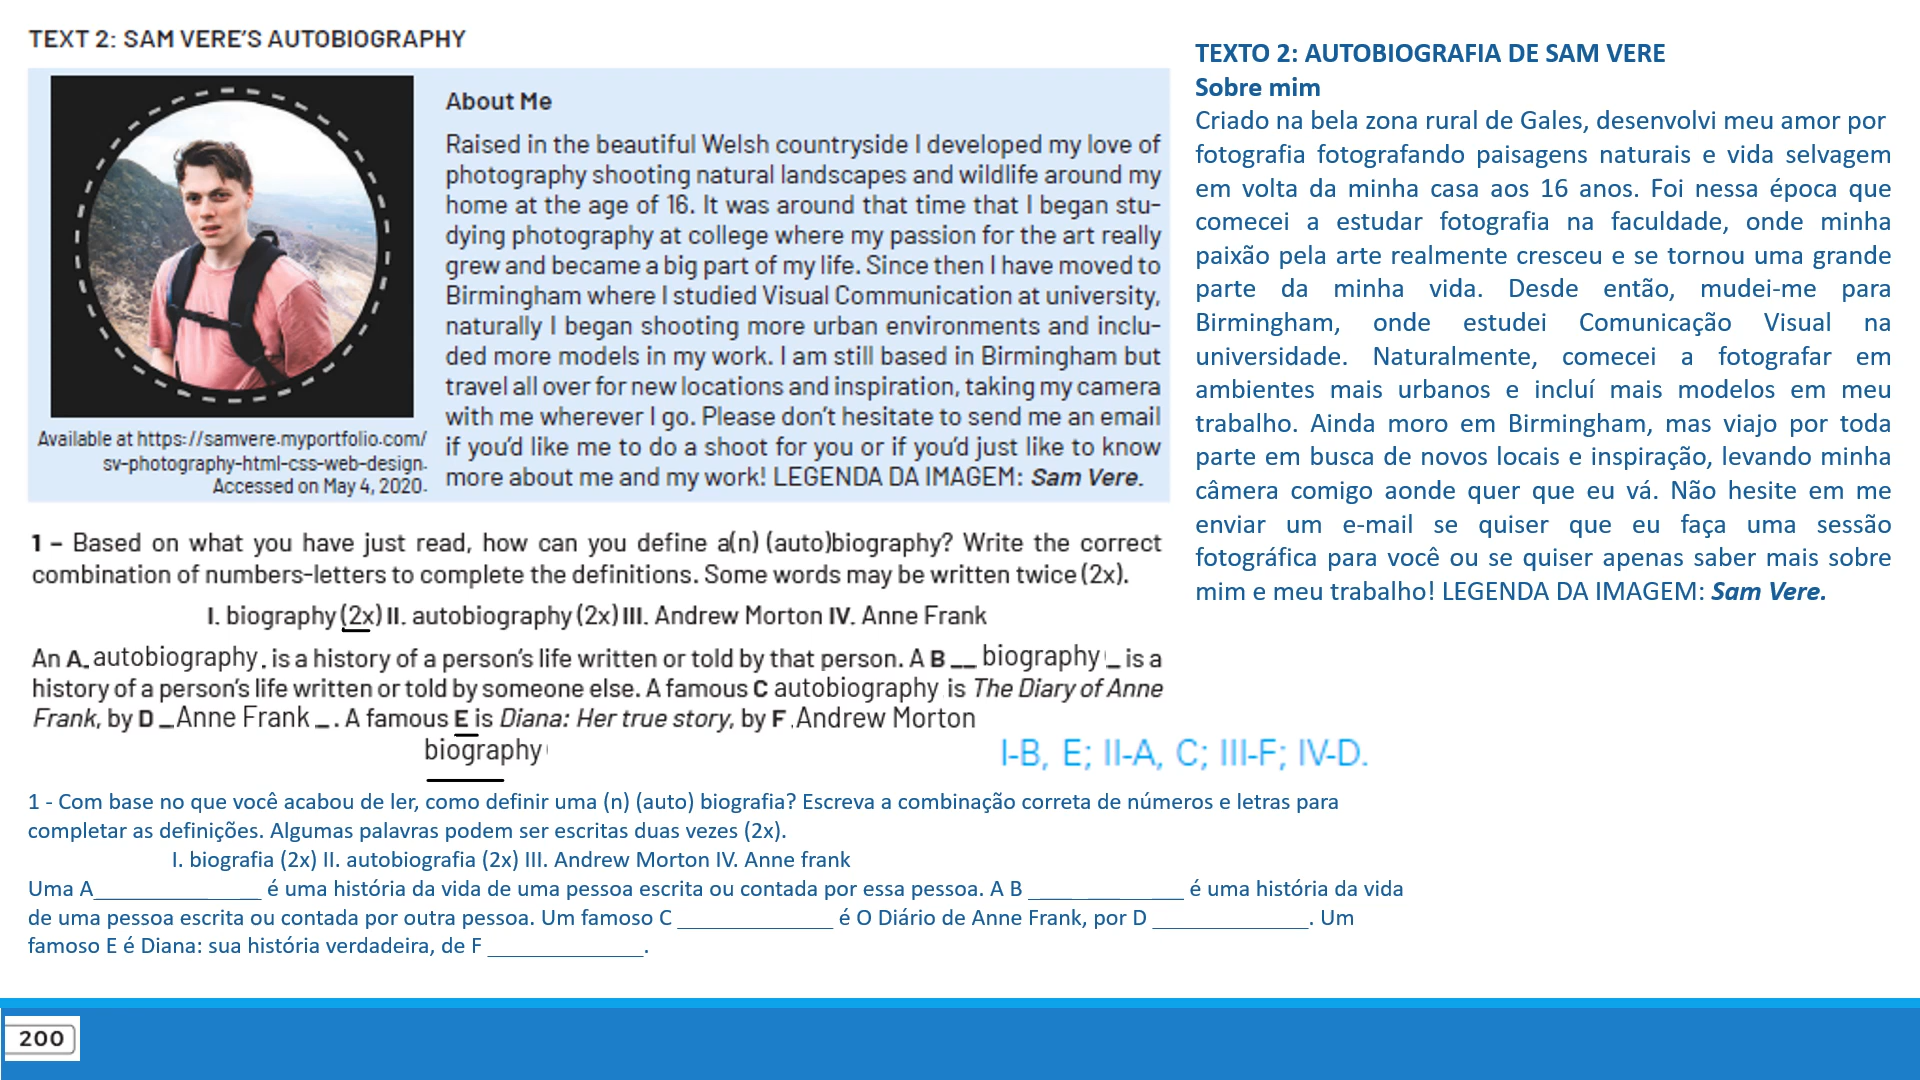 TEXT 2: SAM VERE'S AUTOBIOGRAPHY
About Me
Raised in the beautiful Welsh countryside I developed my love of
photography shooting natural landscapes and wildlife around my
home at the age of 16. It was around that time that I began stu-
dying photography at college where my passion for the art really
grew and became a big part of my life. Since then I have moved to
Birmingham where I studied Visual Communication at university,
naturally I began shooting more urban environments and inclu-
ded more models in my work. I am still based in Birmingham but
travel all over for new locations and inspiration, taking my camera
with me wherever I go. Please don't hesitate to send me an email
if you'd like me to do a shoot for you or if you'd just like to know
more about me and my work! LEGENDA DA IMAGEM: Sam Vere.
Available at https://samvere.myportfolio.com/
sv-photography-html-css-web-design.
Accessed on May 4, 2020.
1 – Based on what you have just read, how can you define a(n) (auto)biography? Write the correct
combination of numbers-letters to complete the definitions. Some words may be written twice (2x).
I. biography (2x) II. autobiography (2x) III. Andrew Morton IV. Anne Frank
An A. autobiography . is a history of a person's life written or told by that person. A B __ biography _ is a
history of a person's life written or told by someone else. A famous C autobiography is The Diary of Anne
Frank, by D _ Anne Frank _ . A famous E is Diana: Her true story, by F . Andrew Morton
biography
I-B, E; II-A, C; III-F; IV-D.
1 - Com base no que você acabou de ler, como definir uma (n) (auto) biografia? Escreva a combinação correta de números e letras para
completar as definições. Algumas palavras podem ser escritas duas vezes (2x).
I. biografia (2x) II. autobiografia (2x) III. Andrew Morton IV. Anne frank
Uma A______________ é uma história da vida de uma pessoa escrita ou contada por essa pessoa. A B _____________ é uma história da vida
de uma pessoa escrita ou contada por outra pessoa. Um famoso C _____________ é O Diário de Anne Frank, por D _____________. Um
famoso E é Diana: sua história verdadeira, de F _____________.
TEXTO 2: AUTOBIOGRAFIA DE SAM VERE
Sobre mim
Criado na bela zona rural de Gales, desenvolvi meu amor por
fotografia fotografando paisagens naturais e vida selvagem
em volta da minha casa aos 16 anos. Foi nessa época que
comecei a estudar fotografia na faculdade, onde minha
paixão pela arte realmente cresceu e se tornou uma grande
parte da minha vida. Desde então, mudei-me para
Birmingham, onde estudei Comunicação Visual na
universidade. Naturalmente, comecei a fotografar em
ambientes mais urbanos e incluí mais modelos em meu
trabalho. Ainda moro em Birmingham, mas viajo por toda
parte em busca de novos locais e inspiração, levando minha
câmera comigo aonde quer que eu vá. Não hesite em me
enviar um e-mail se quiser que eu faça uma sessão
fotográfica para você ou se quiser apenas saber mais sobre
mim e meu trabalho! LEGENDA DA IMAGEM: Sam Vere.
200